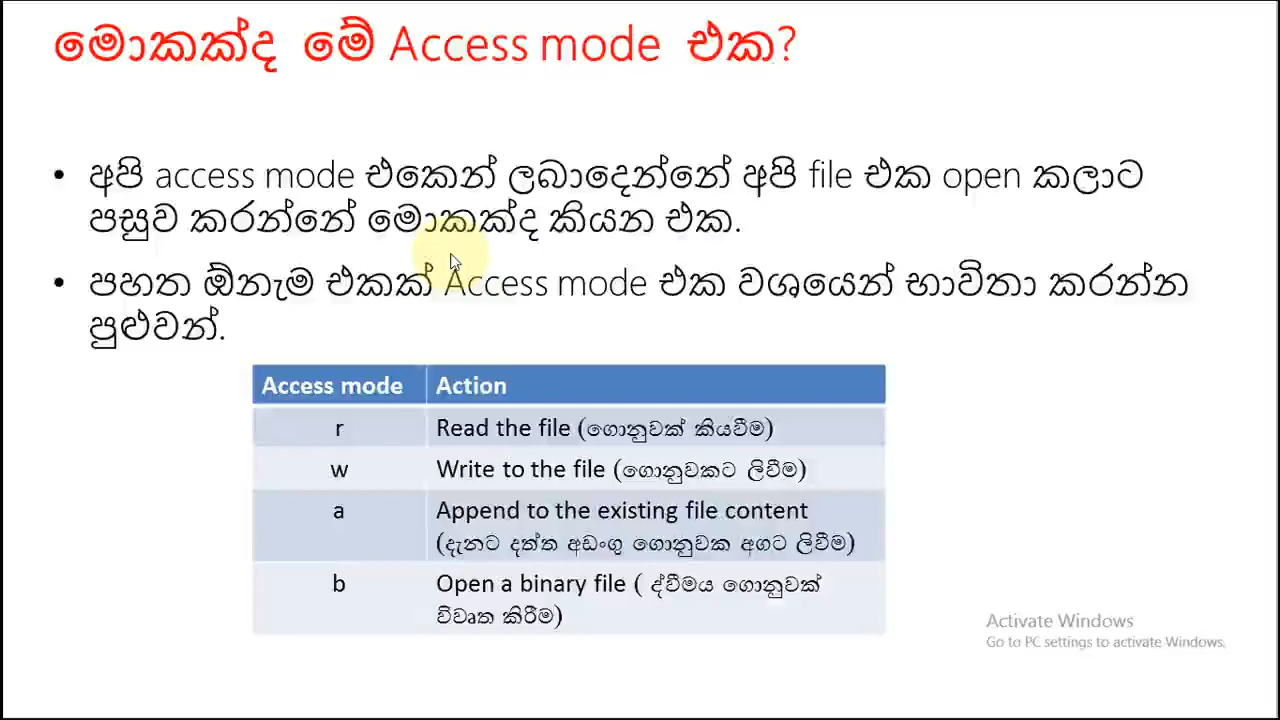 මොකක්ද මේ Access mode එක?
• අපි access mode එකෙන් ලබාදෙන්නේ අපි file එක open කලාට
පසුව කරන්නේ මොකක්ද කියන එක.
• පහත ඕනෑම එකක් Access mode එක වශයෙන් භාවිතා කරන්න
පුළුවන්.
Access mode Action
r Read the file (ගොනුවක් කියවීම)
w Write to the file (ගොනුවකට ලිවීම)
a Append to the existing file content
(දැනට දත්ත අඩංගු ගොනුවක අගට ලිවීම)
b Open a binary file ( ද්වීමය ගොනුවක්
විවෘත කිරීම)
Activate Windows
Go to PC settings to activate Windows.